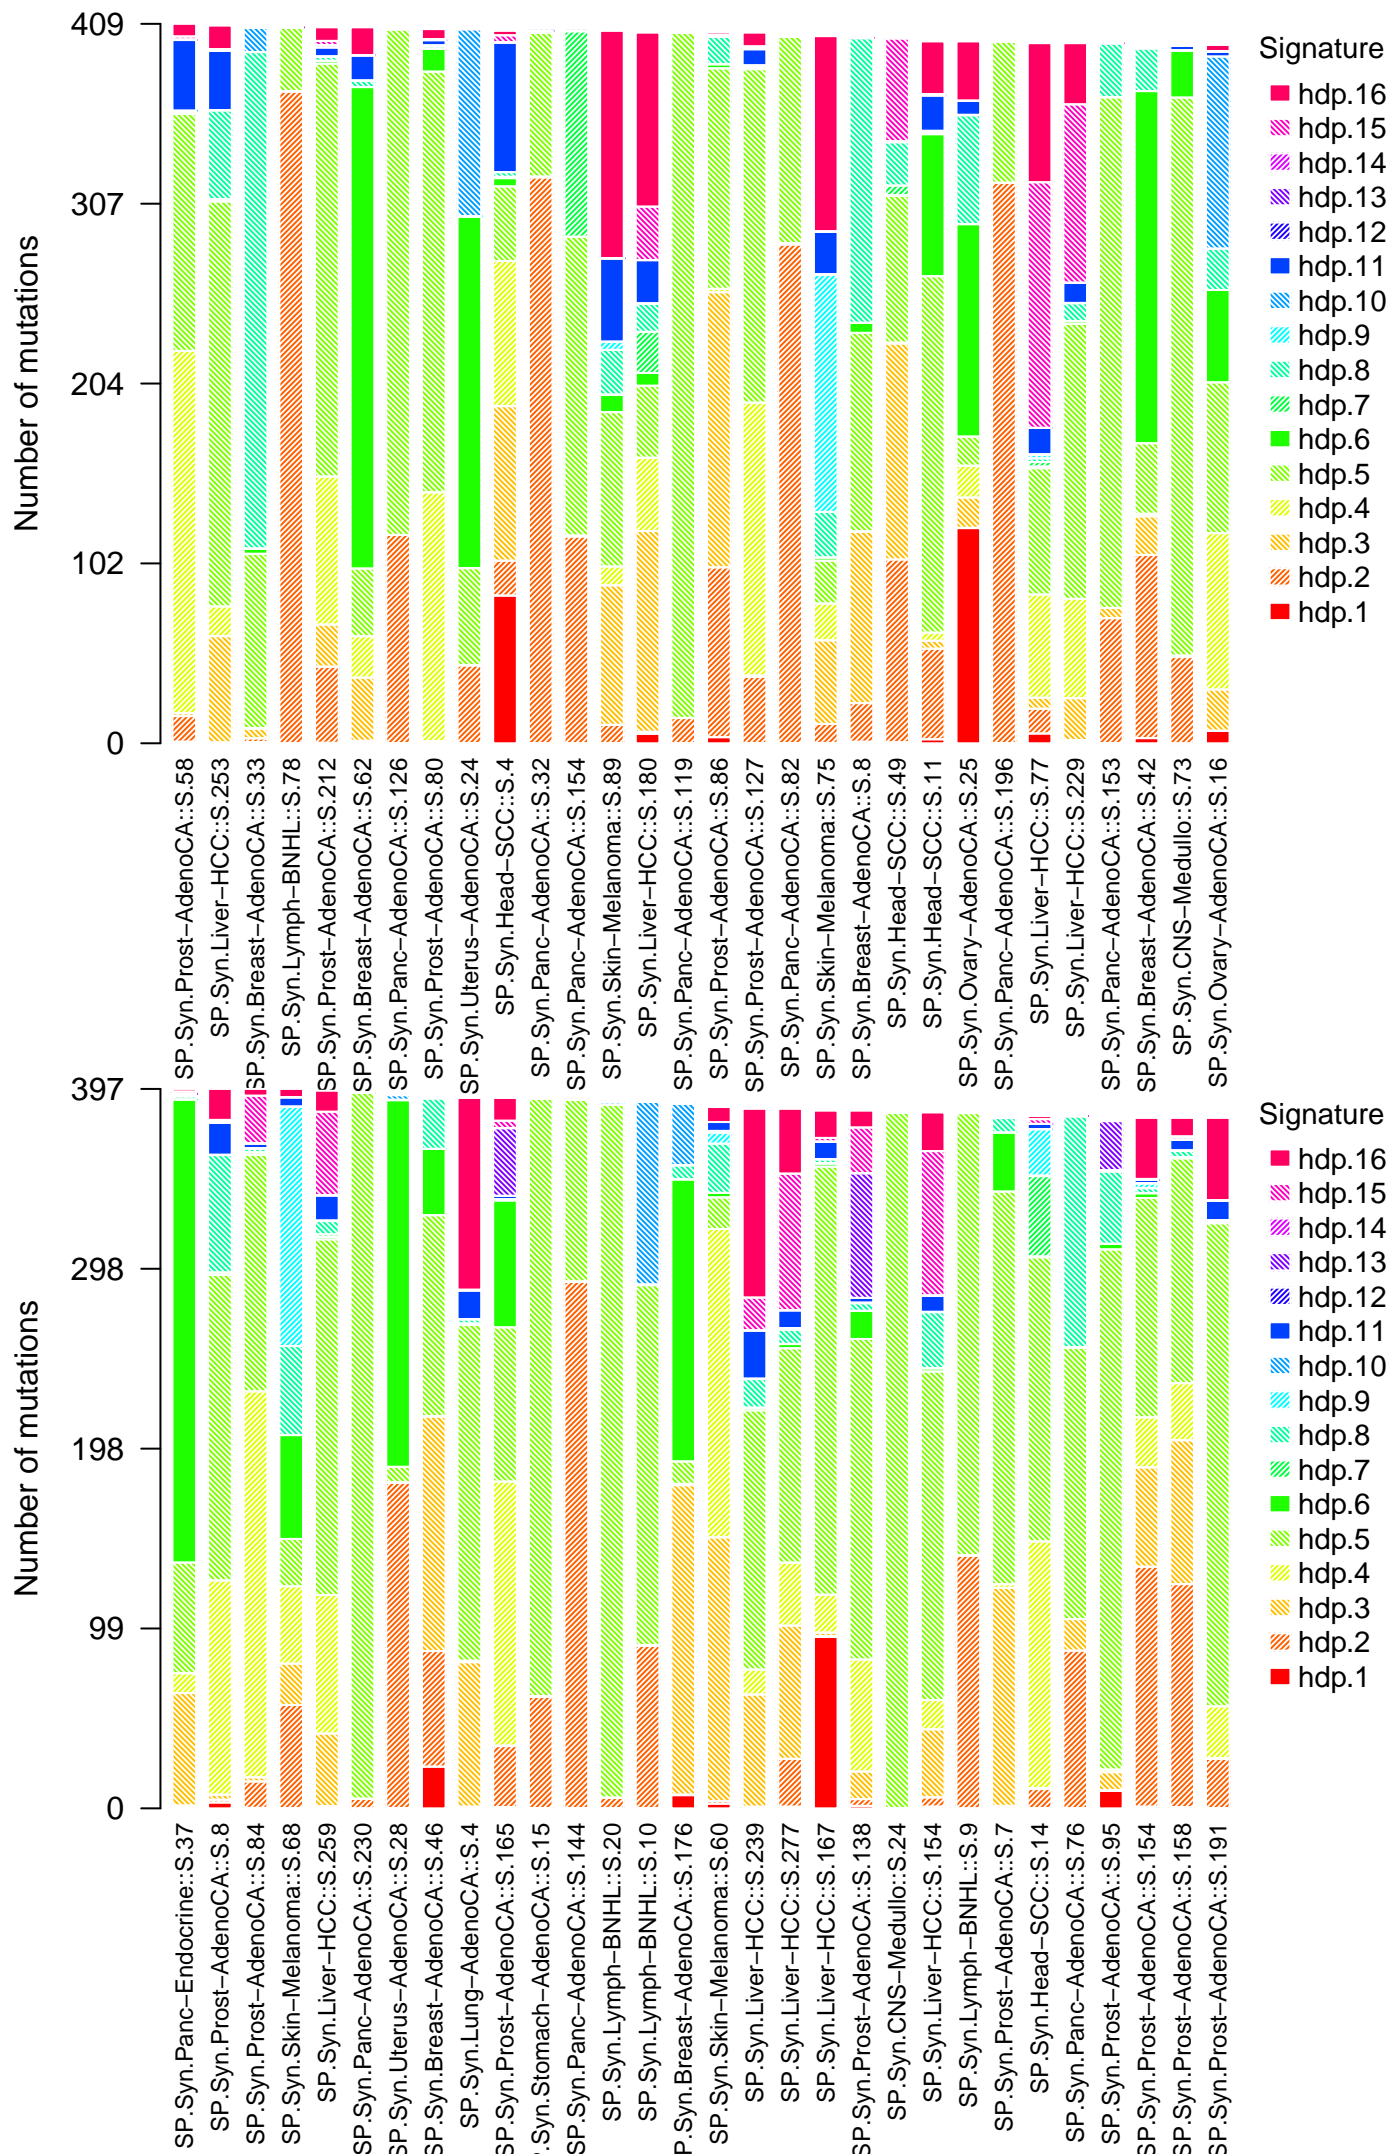 Number of mutations
409
307
204
102
0
SP.Syn.Prost−AdenoCA::S.58
SP.Syn.Liver−HCC::S.253
SP.Syn.Breast−AdenoCA::S.33
SP.Syn.Lymph−BNHL::S.78
SP.Syn.Prost−AdenoCA::S.212
SP.Syn.Breast−AdenoCA::S.62
SP.Syn.Panc−AdenoCA::S.126
SP.Syn.Prost−AdenoCA::S.80
SP.Syn.Uterus−AdenoCA::S.24
SP.Syn.Head−SCC::S.4
SP.Syn.Panc−AdenoCA::S.32
SP.Syn.Panc−AdenoCA::S.154
SP.Syn.Skin−Melanoma::S.89
SP.Syn.Liver−HCC::S.180
SP.Syn.Panc−AdenoCA::S.119
SP.Syn.Prost−AdenoCA::S.86
SP.Syn.Prost−AdenoCA::S.127
SP.Syn.Panc−AdenoCA::S.82
SP.Syn.Skin−Melanoma::S.75
SP.Syn.Breast−AdenoCA::S.8
SP.Syn.Head−SCC::S.49
SP.Syn.Head−SCC::S.11
SP.Syn.Ovary−AdenoCA::S.25
SP.Syn.Panc−AdenoCA::S.196
SP.Syn.Liver−HCC::S.77
SP.Syn.Liver−HCC::S.229
SP.Syn.Panc−AdenoCA::S.153
SP.Syn.Breast−AdenoCA::S.42
SP.Syn.CNS−Medullo::S.73
SP.Syn.Ovary−AdenoCA::S.16
Signature
hdp.16
hdp.15
hdp.14
hdp.13
hdp.12
hdp.11
hdp.10
hdp.9
hdp.8
hdp.7
hdp.6
hdp.5
hdp.4
hdp.3
hdp.2
hdp.1
Number of mutations
397
298
198
99
0
SP.Syn.Panc−Endocrine::S.37
SP.Syn.Prost−AdenoCA::S.8
SP.Syn.Prost−AdenoCA::S.84
SP.Syn.Skin−Melanoma::S.68
SP.Syn.Liver−HCC::S.259
SP.Syn.Panc−AdenoCA::S.230
SP.Syn.Uterus−AdenoCA::S.28
SP.Syn.Breast−AdenoCA::S.46
SP.Syn.Lung−AdenoCA::S.4
SP.Syn.Prost−AdenoCA::S.165
P.Syn.Stomach−AdenoCA::S.15
SP.Syn.Panc−AdenoCA::S.144
SP.Syn.Lymph−BNHL::S.20
SP.Syn.Lymph−BNHL::S.10
P.Syn.Breast−AdenoCA::S.176
SP.Syn.Skin−Melanoma::S.60
SP.Syn.Liver−HCC::S.239
SP.Syn.Liver−HCC::S.277
SP.Syn.Liver−HCC::S.167
SP.Syn.Prost−AdenoCA::S.138
SP.Syn.CNS−Medullo::S.24
SP.Syn.Liver−HCC::S.154
SP.Syn.Lymph−BNHL::S.9
SP.Syn.Prost−AdenoCA::S.7
SP.Syn.Head−SCC::S.14
SP.Syn.Panc−AdenoCA::S.76
SP.Syn.Prost−AdenoCA::S.95
SP.Syn.Prost−AdenoCA::S.154
SP.Syn.Prost−AdenoCA::S.158
SP.Syn.Prost−AdenoCA::S.191
Signature
hdp.16
hdp.15
hdp.14
hdp.13
hdp.12
hdp.11
hdp.10
hdp.9
hdp.8
hdp.7
hdp.6
hdp.5
hdp.4
hdp.3
hdp.2
hdp.1